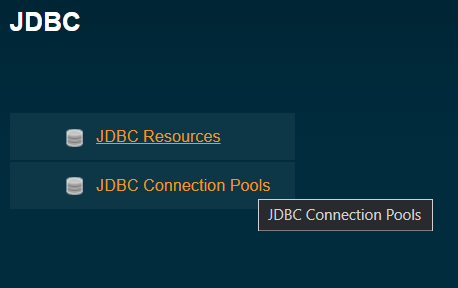 JDBC
JDBC Resources
JDBC Connection Pools
JDBC Connection Pools